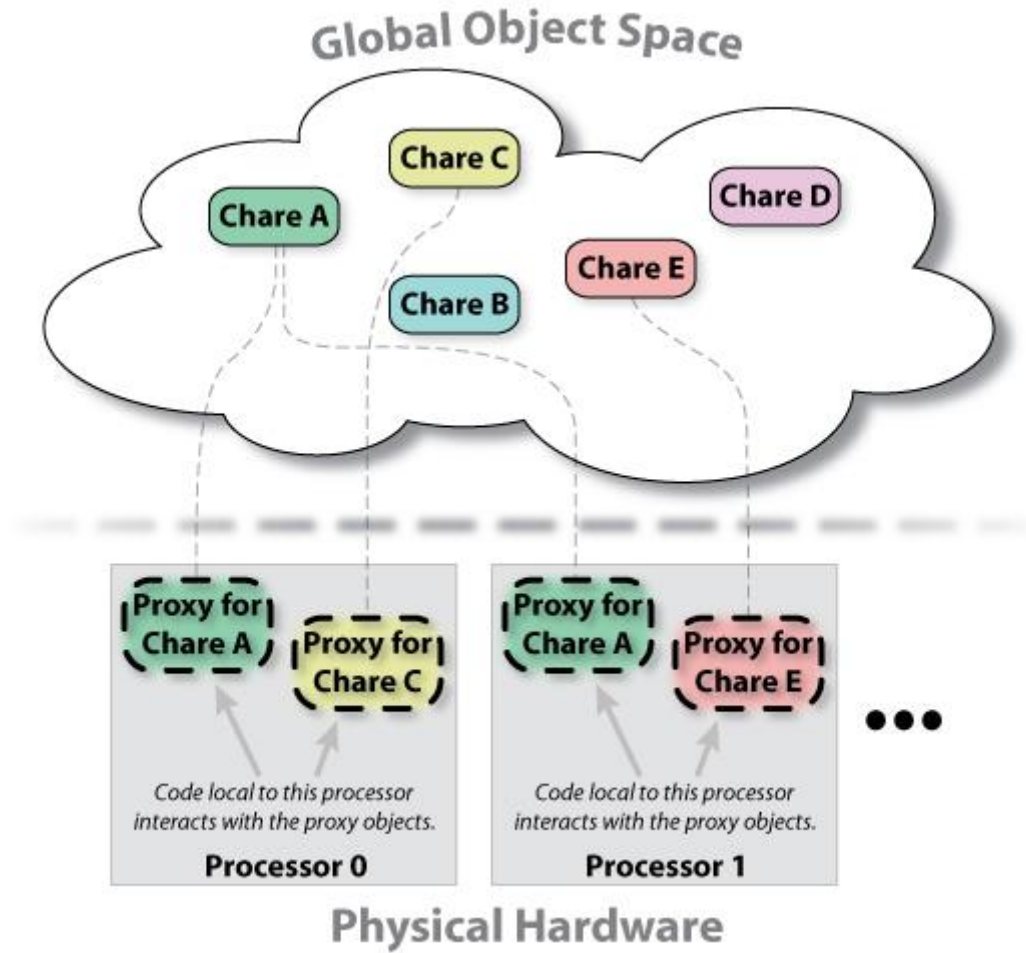 Global Object Space
Chare C
Chare D
Chare A
Chare E
Chare B
Proxy for
Chare A
Proxy for
Chare C
Code local to this processor
interacts with the proxy objects.
Processor 0
Proxy for
Chare A
Proxy for
Chare E
Code local to this processor
interacts with the proxy objects.
Processor 1
Physical Hardware